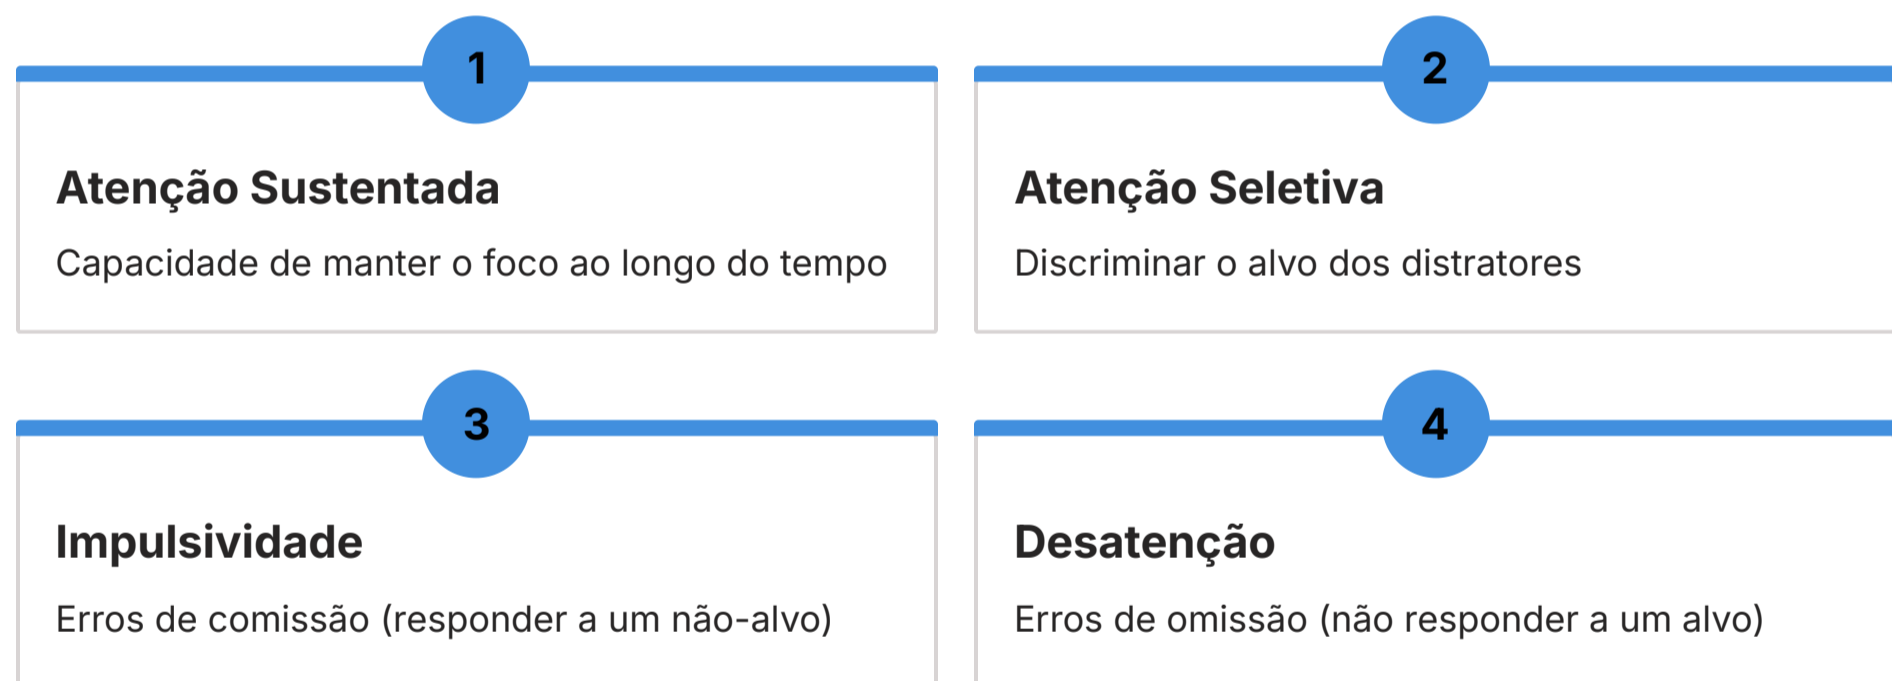 1
Atenção Sustentada
Capacidade de manter o foco ao longo do tempo
2
Atenção Seletiva
Discriminar o alvo dos distratores
3
Impulsividade
Erros de comissão (responder a um não-alvo)
4
Desatenção
Erros de omissão (não responder a um alvo)